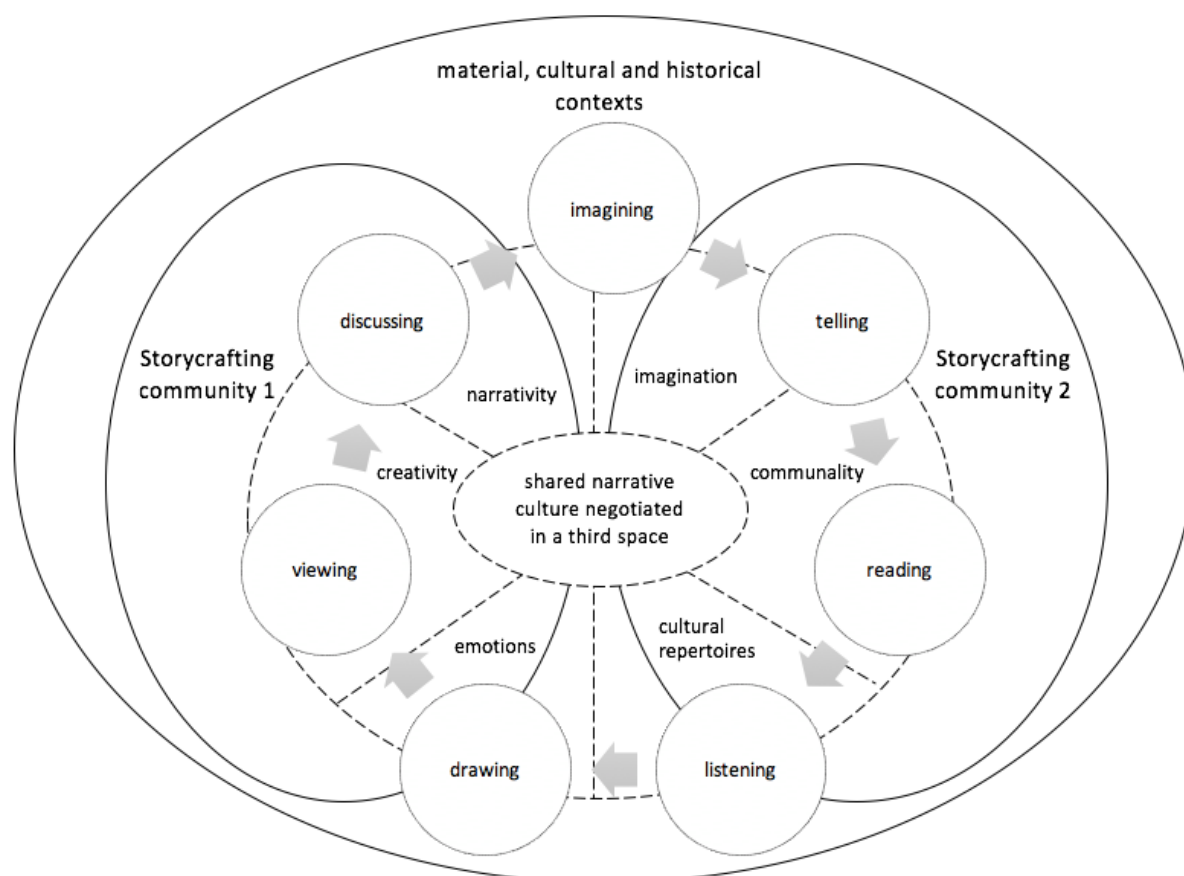 material, cultural and historical
contexts
imagining
discussing
telling
Storycrafting
community 1
Storycrafting
community 2
narrativity
imagination
creativity
communality
shared narrative
culture negotiated
in a third space
viewing
reading
emotions
cultural
repertoires
drawing
listening